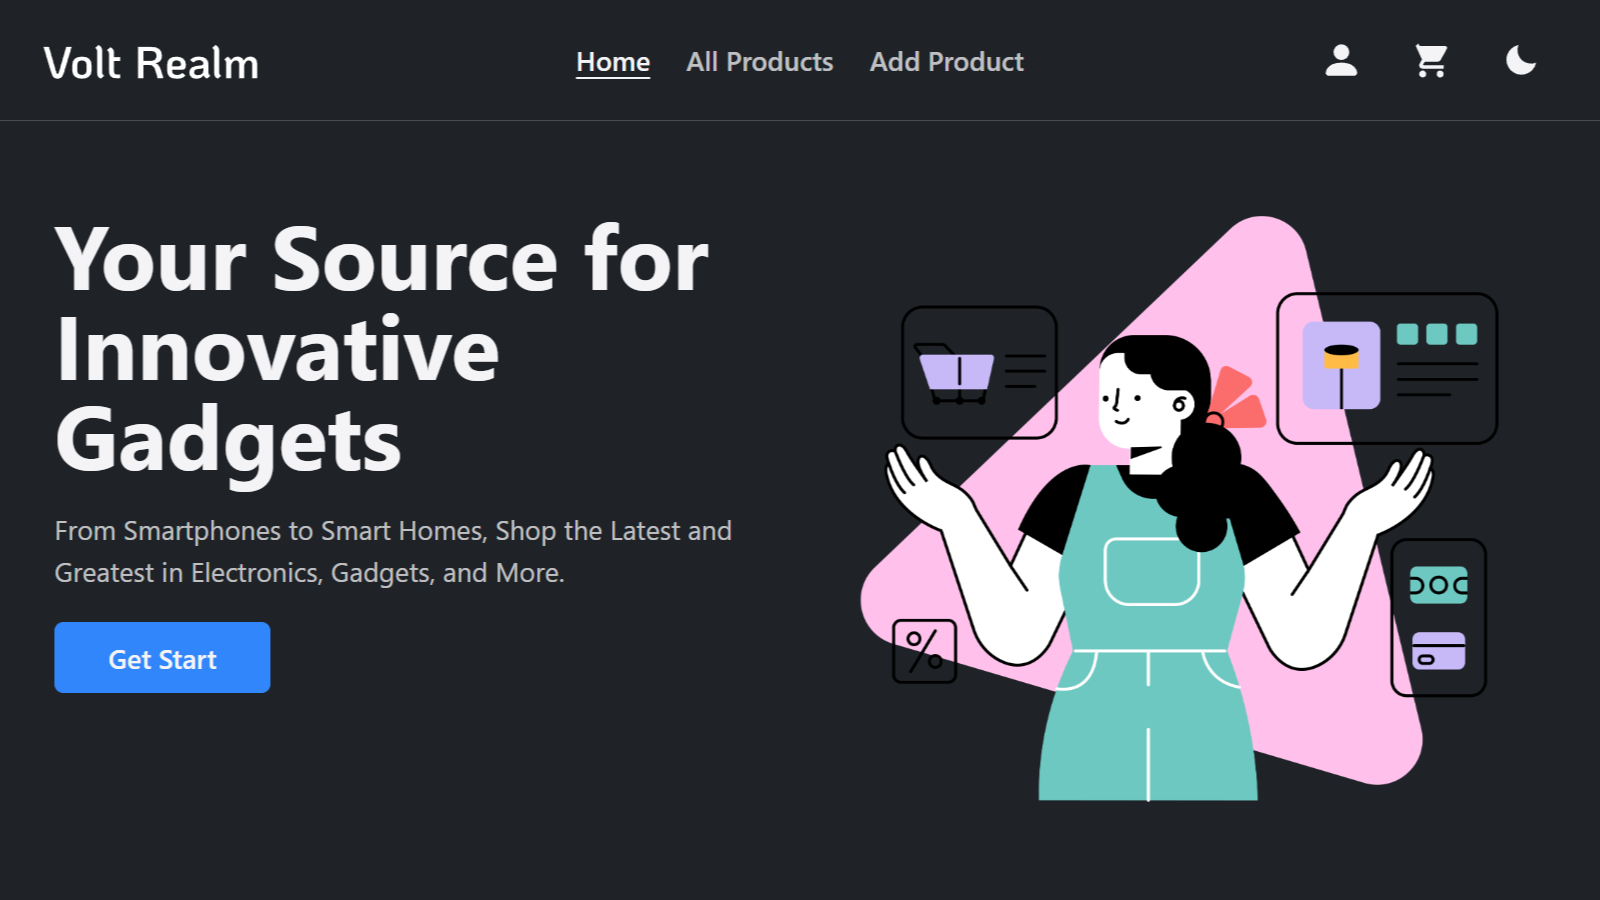 Volt Realm
Home
All Products
Add Product
Your Source for
Innovative
Gadgets
From Smartphones to Smart Homes, Shop the Latest and
Greatest in Electronics, Gadgets, and More.
Get Start
%